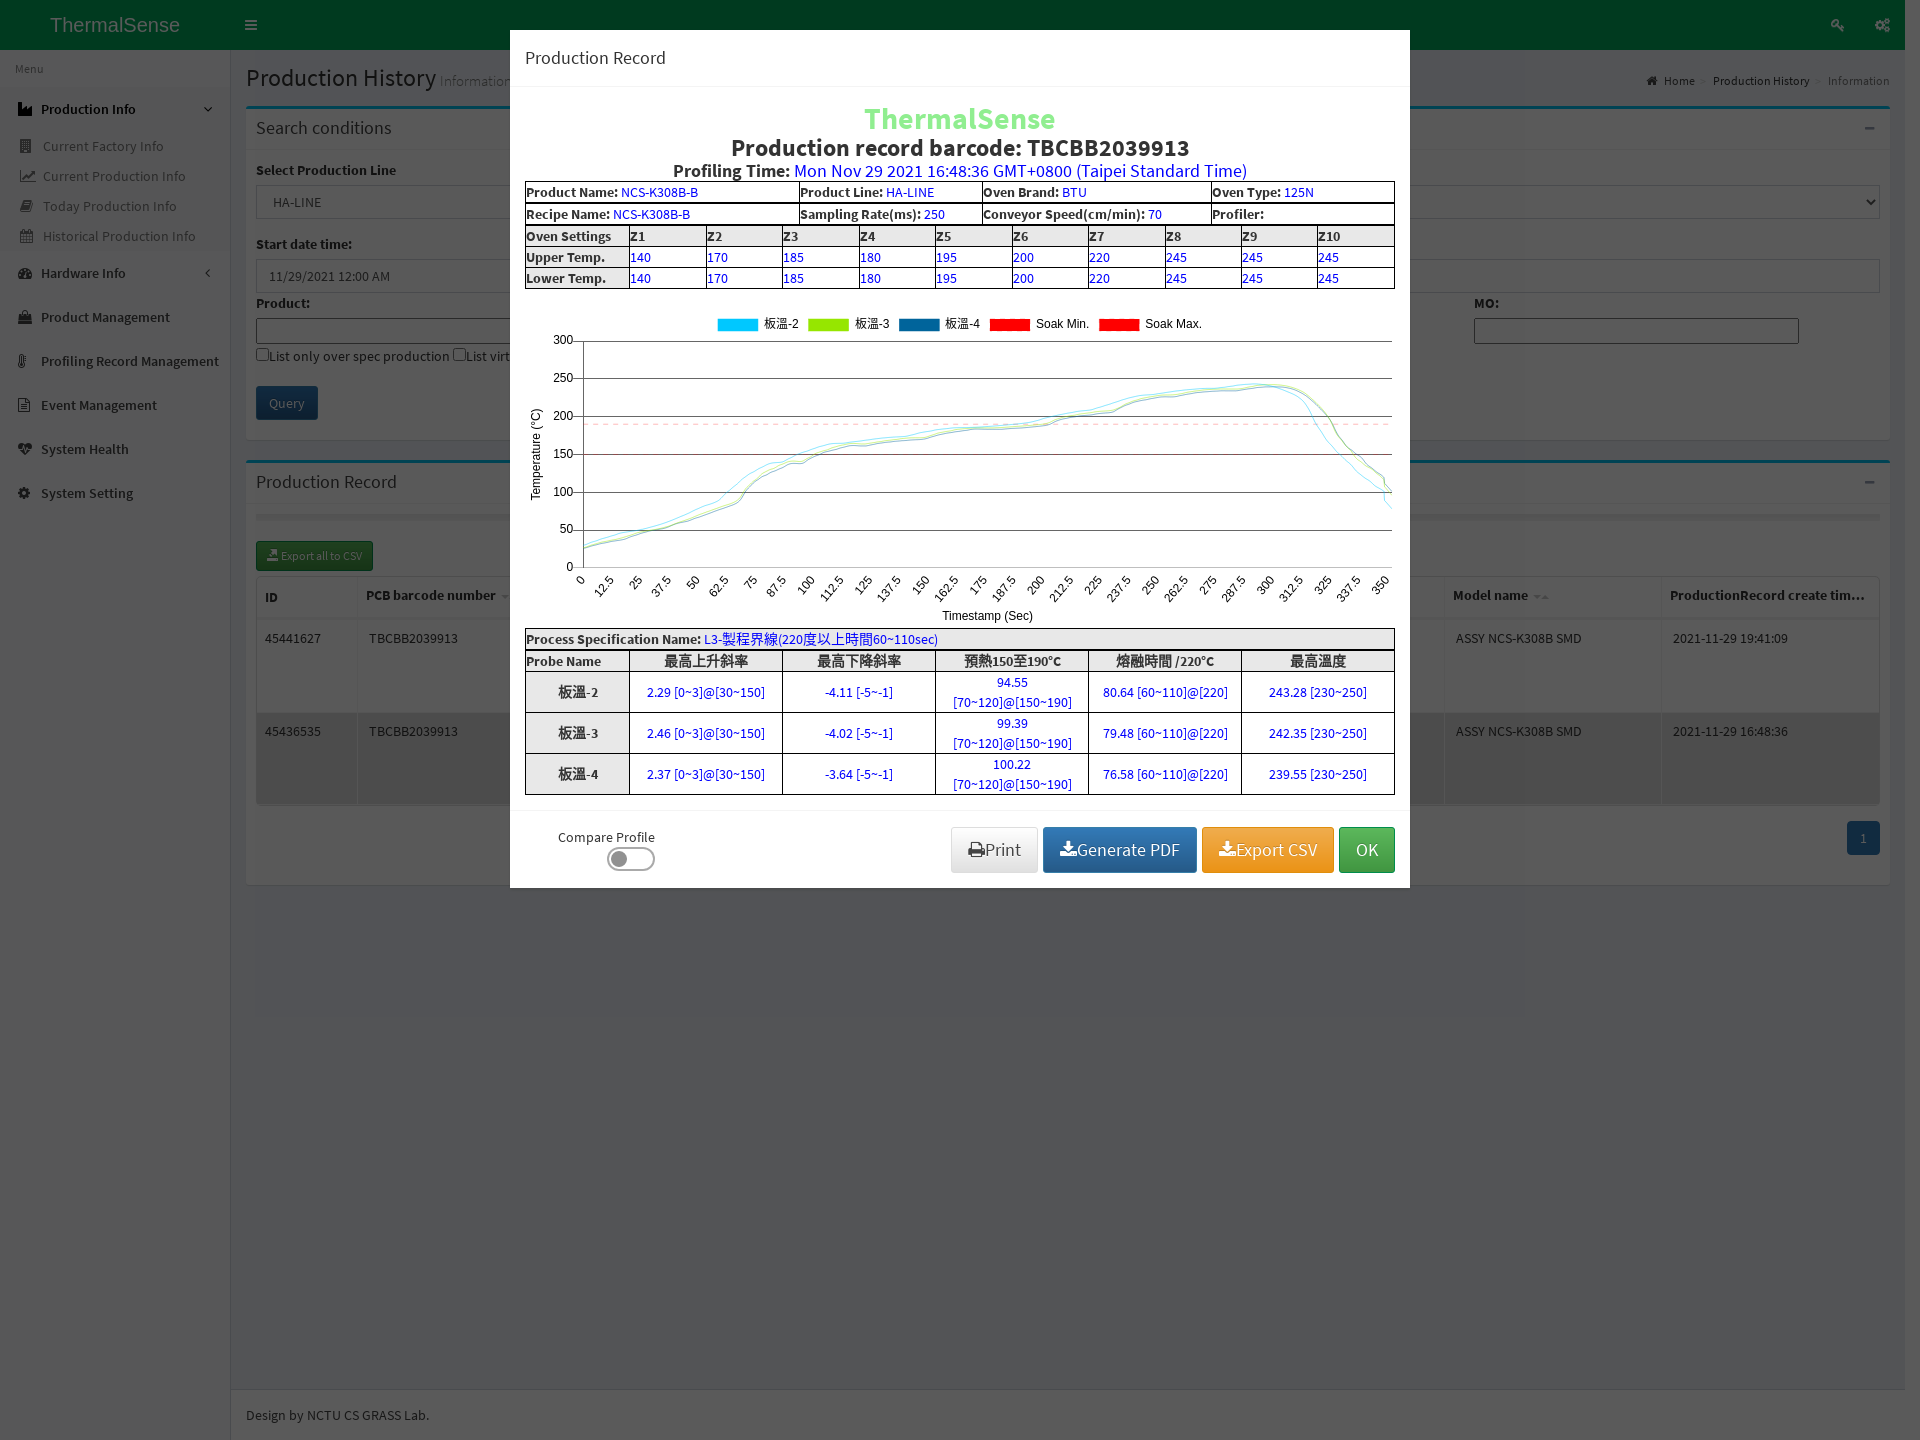 ThermalSense
Menu
Production Info
Current Factory Info
Current Production Info
Today Production Info
Historical Production Info
Hardware Info
Product Management
Profiling Record Management
Event Management
System Health
System Setting
Production History Information
Home
Production History
Information
Search conditions
Select Production Line
HA-LINE
Start date time:
11/29/2021 12:00 AM
Product:
MO:
List only over spec production List virt
Query
Production Record
Export all to CSV
ID PCB barcode number Model name ProductionRecord create tim...
45441627 TBCBB2039913 ASSY NCS-K308B SMD 2021-11-29 19:41:09
45436535 TBCBB2039913 ASSY NCS-K308B SMD 2021-11-29 16:48:36
1
Design by NCTU CS GRASS Lab.
Production Record
ThermalSense
Production record barcode: TBCBB2039913
Profiling Time: Mon Nov 29 2021 16:48:36 GMT+0800 (Taipei Standard Time)
Product Name: NCS-K308B-B Product Line: HA-LINE Oven Brand: BTU Oven Type: 125N
Recipe Name: NCS-K308B-B Sampling Rate(ms): 250 Conveyor Speed(cm/min): 70 Profiler:
Oven Settings Z1 Z2 Z3 Z4 Z5 Z6 Z7 Z8 Z9 Z10
Upper Temp. 140 170 185 180 195 200 220 245 245 245
Lower Temp. 140 170 185 180 195 200 220 245 245 245
板溫-2 板溫-3 板溫-4 Soak Min. Soak Max.
300
250
200
150
100
50
0
Temperature (°C)
0 12.5 25 37.5 50 62.5 75 87.5 100 112.5 125 137.5 150 162.5 175 187.5 200 212.5 225 237.5 250 262.5 275 287.5 300 312.5 325 337.5 350
Timestamp (Sec)
Process Specification Name: L3-製程界線(220度以上時間60~110sec)
Probe Name 最高上升斜率 最高下降斜率 預熱150至190°C 熔融時間 /220°C 最高溫度
板溫-2 2.29 [0~3]@[30~150] -4.11 [-5~-1] 94.55 [70~120]@[150~190] 80.64 [60~110]@[220] 243.28 [230~250]
板溫-3 2.46 [0~3]@[30~150] -4.02 [-5~-1] 99.39 [70~120]@[150~190] 79.48 [60~110]@[220] 242.35 [230~250]
板溫-4 2.37 [0~3]@[30~150] -3.64 [-5~-1] 100.22 [70~120]@[150~190] 76.58 [60~110]@[220] 239.55 [230~250]
Compare Profile
Print
Generate PDF
Export CSV
OK